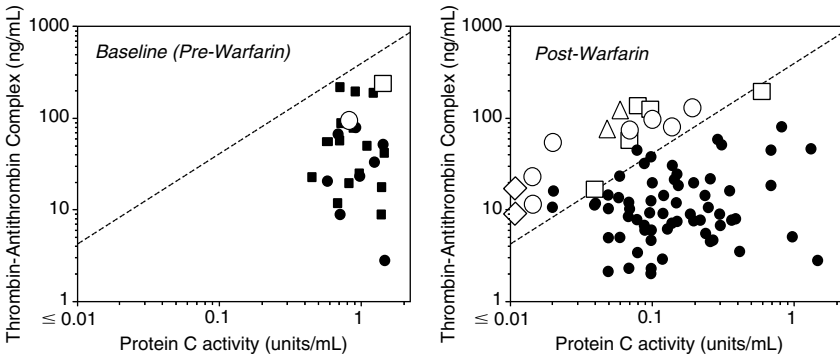 Thrombin-Antithrombin Complex (ng/mL)
1000
100
10
1
Baseline (Pre-Warfarin)
≤ 0.01
0.1
1
Protein C activity (units/mL)
Thrombin-Antithrombin Complex (ng/mL)
1000
100
10
1
Post-Warfarin
≤ 0.01
0.1
1
Protein C activity (units/mL)